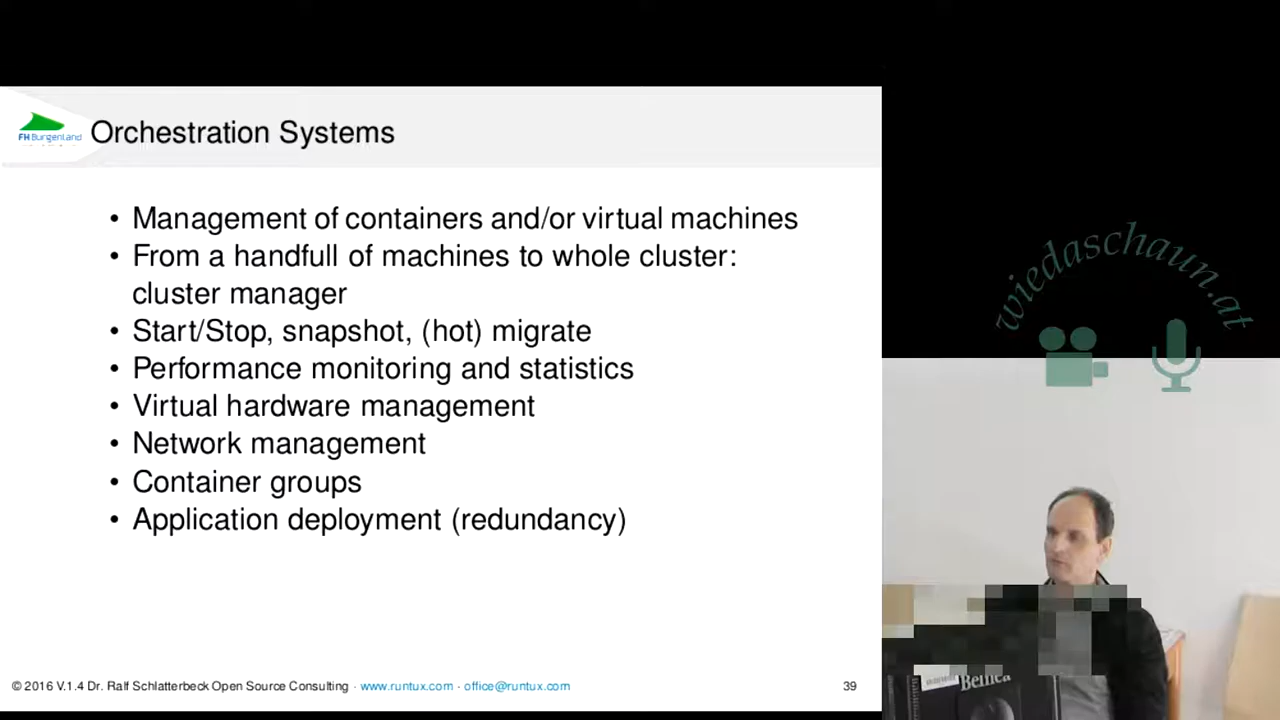 FH Burgenland
Orchestration Systems
• Management of containers and/or virtual machines
• From a handfull of machines to whole cluster:
cluster manager
• Start/Stop, snapshot, (hot) migrate
• Performance monitoring and statistics
• Virtual hardware management
• Network management
• Container groups
• Application deployment (redundancy)
© 2016 V.1.4 Dr. Ralf Schlatterbeck Open Source Consulting · www.runtux.com · office@runtux.com
39
wiedaschaun.at